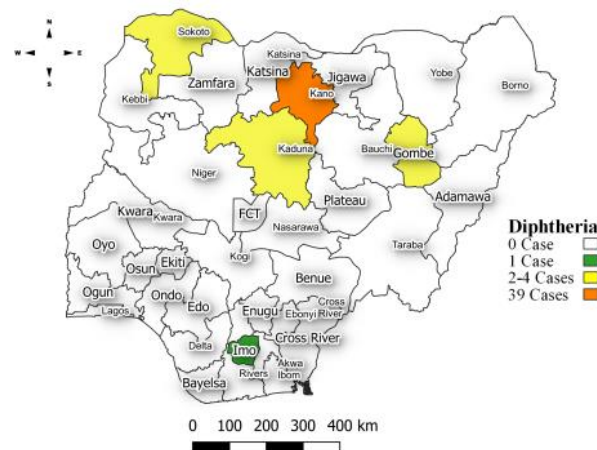 N
W
E
S
Sokoto
Katsina
Katsina
Jigawa
Yobe
Borno
Zamfara
Kebbi
Kano
Kaduna
Bauchi
Gombe
Niger
Adamawa
Plateau
Kwara
FCT
Kwara
Nasarawa
Diphtheria
0 Case
1 Case
2-4 Cases
39 Cases
Oyo
Kogi
Taraba
Ekiti
Osun
Benue
Ogun
Ondo
Lagos
Edo
Enugu
Ebonyi
Cross
River
Cross River
Delta
Imo
Akwa
Ibom
Rivers
Bayelsa
0 100 200 300 400 km